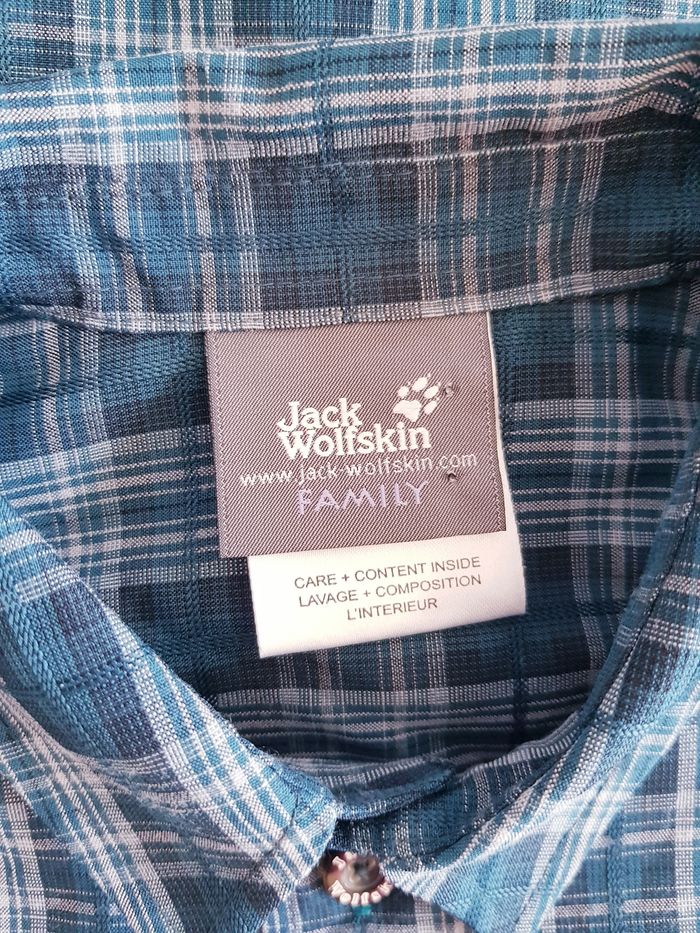 Jack
Wolfskin
www.jack-wolfskin.com
FAMILY
CARE + CONTENT INSIDE
LAVAGE + COMPOSITION
L'INTERIEUR